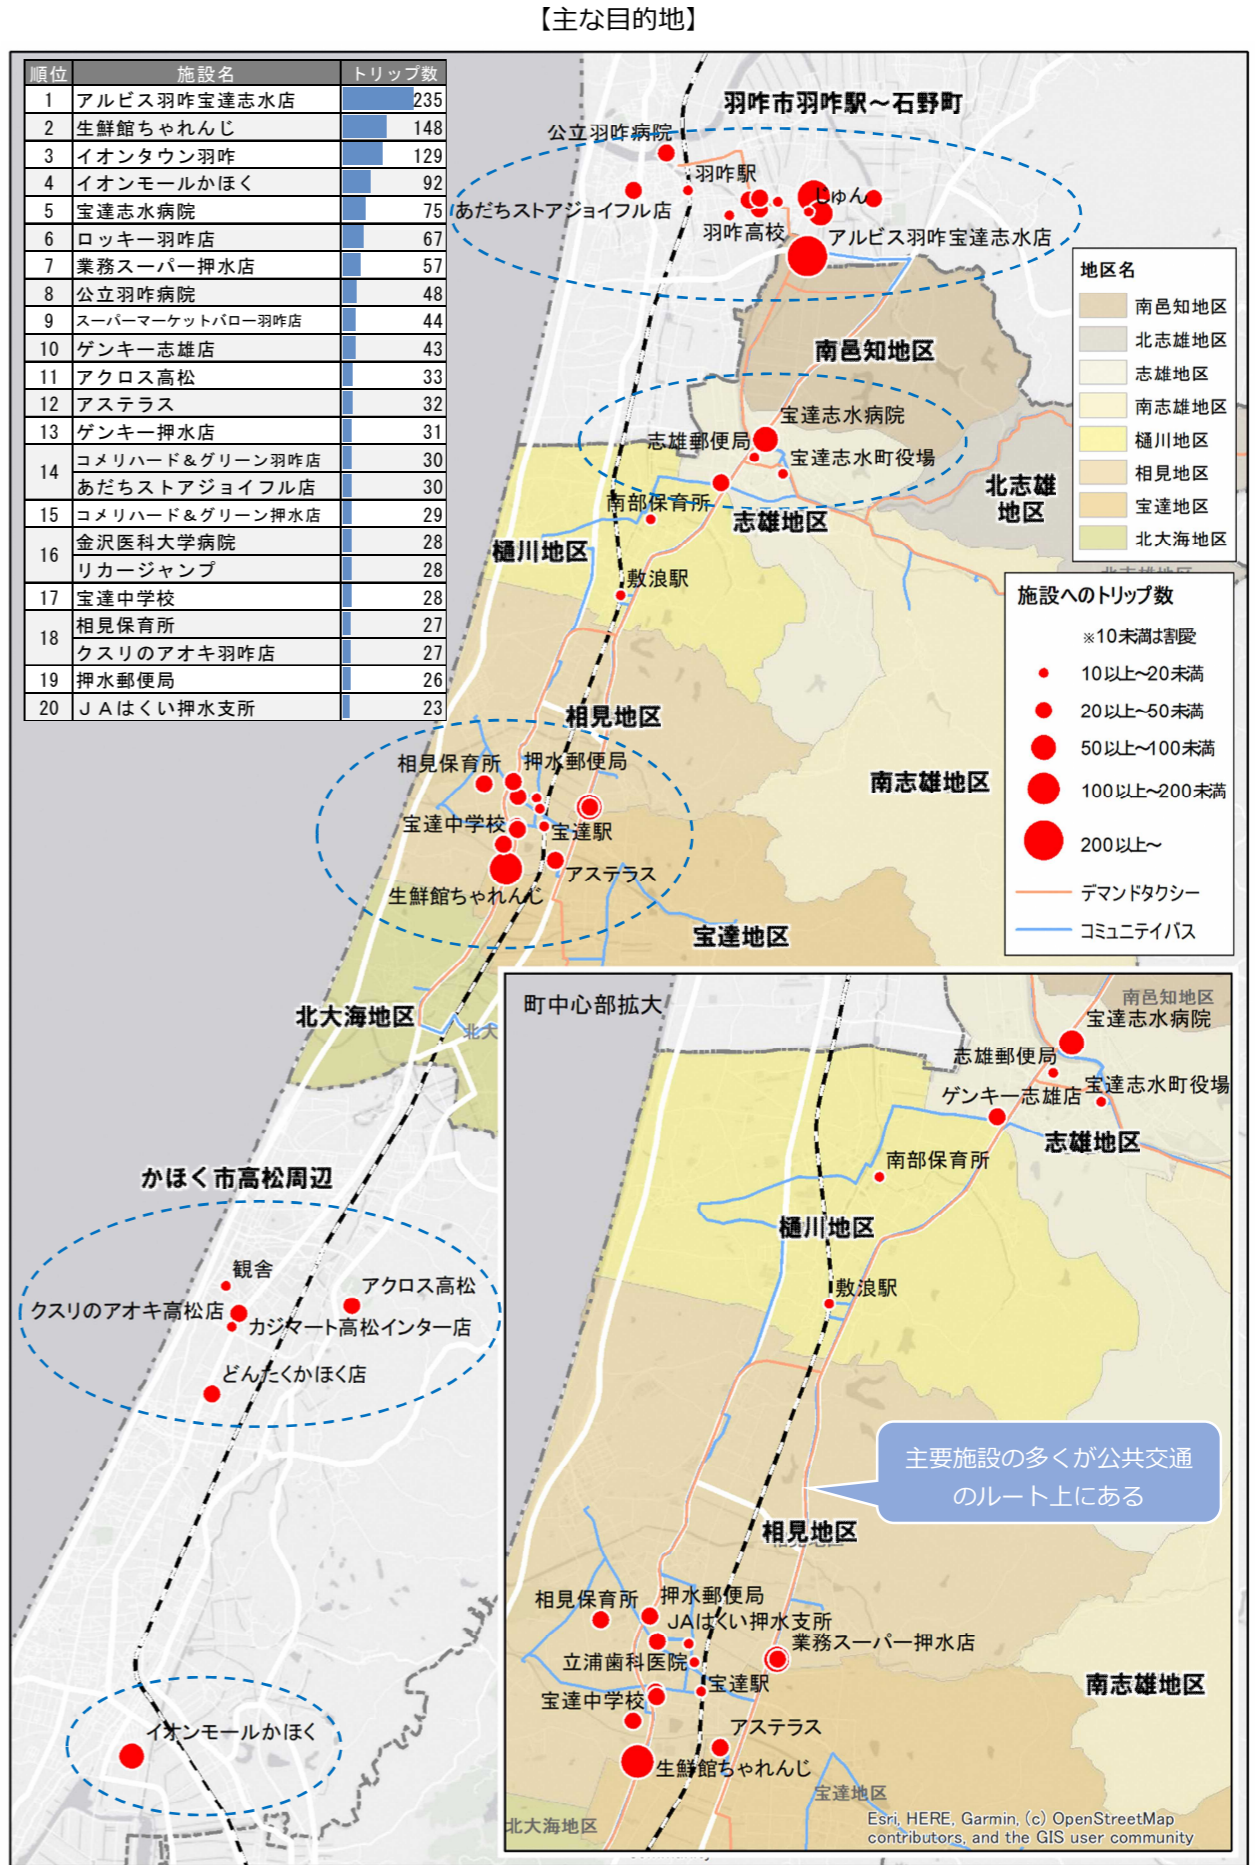 【主な目的地】
順位 施設名 トリップ数
1 アルビス羽咋宝達志水店 235
2 生鮮館ちゃれんじ 148
3 イオンタウン羽咋 129
4 イオンモールかほく 92
5 宝達志水病院 75
6 ロッキー羽咋店 67
7 業務スーパー押水店 57
8 公立羽咋病院 48
9 スーパーマーケットバロー羽咋店 44
10 ゲンキー志雄店 43
11 アクロス高松 33
12 アステラス 32
13 ゲンキー押水店 31
14 コメリハード＆グリーン羽咋店 30
あだちストアジョイフル店 30
15 コメリハード＆グリーン押水店 29
16 金沢医科大学病院 28
リカージャンプ 28
17 宝達中学校 28
18 相見保育所 27
クスリのアオキ羽咋店 27
19 押水郵便局 26
20 ＪＡはくい押水支所 23
羽咋市羽咋駅～石野町
公立羽咋病院
羽咋駅
あだちストアジョイフル店
じゅん
羽咋高校
アルビス羽咋宝達志水店
南邑知地区
宝達志水病院
志雄郵便局
宝達志水町役場
北志雄
地区
南部保育所
志雄地区
樋川地区
北志雄地区
敷浪駅
相見地区
相見保育所
押水郵便局
南志雄地区
宝達中学校
宝達駅
アステラス
生鮮館ちゃれんじ
宝達地区
北大海地区
北大
かほく市高松周辺
観舎
アクロス高松
クスリのアオキ高松店
カジマート高松インター店
どんたくかほく店
イオンモールかほく
地区名
南邑知地区
北志雄地区
志雄地区
南志雄地区
樋川地区
相見地区
宝達地区
北大海地区
施設へのトリップ数
※10未満は割愛
10以上～20未満
20以上～50未満
50以上～100未満
100以上～200未満
200以上～
デマンドタクシー
コミュニテイバス
町中心部拡大
南邑知地区
宝達志水病院
志雄郵便局
宝達志水町役場
ゲンキー志雄店
志雄地区
南部保育所
樋川地区
敷浪駅
主要施設の多くが公共交通
のルート上にある
相見地区
相見保育所
押水郵便局
JAはくい押水支所
業務スーパー押水店
立浦歯科医院
宝達駅
南志雄地区
宝達中学校
アステラス
生鮮館ちゃれんじ
宝達地区
北大海地区
Esri, HERE, Garmin, (c) OpenStreetMap
contributors, and the GIS user community